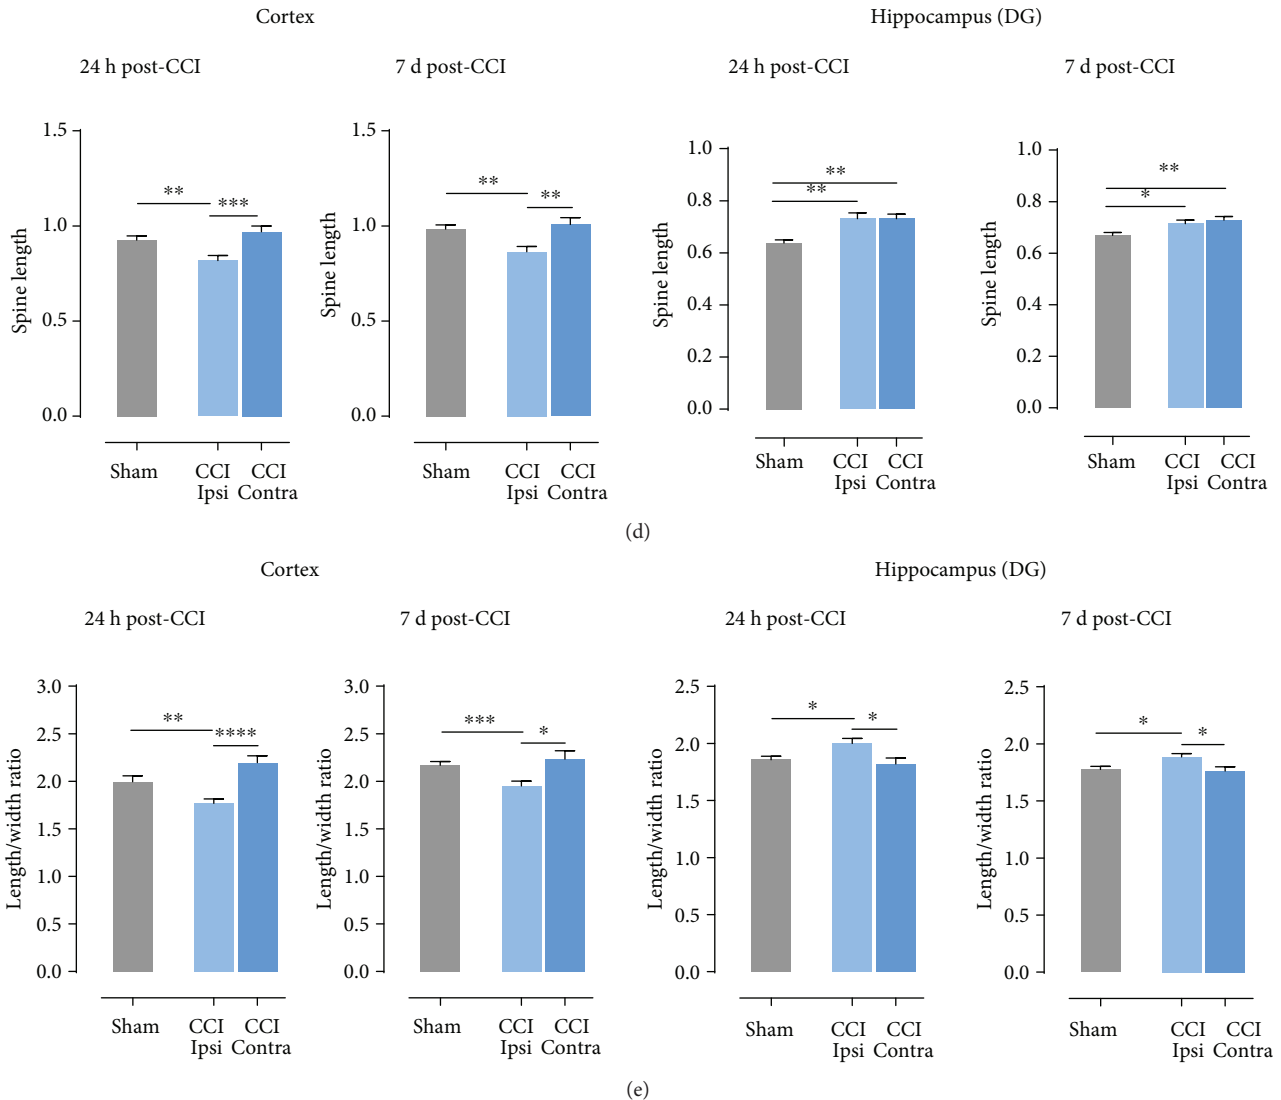 Cortex
Hippocampus (DG)
24 h post-CCI
7 d post-CCI
24 h post-CCI
7 d post-CCI
Spine length
1.5
1.0
0.5
0.0
**
***
Sham
CCI Ipsi
CCI Contra
Spine length
1.5
1.0
0.5
0.0
**
**
Sham
CCI Ipsi
CCI Contra
Spine length
1.0
0.8
0.6
0.4
0.2
0.0
**
**
Sham
CCI Ipsi
CCI Contra
Spine length
1.0
0.8
0.6
0.4
0.2
0.0
**
*
Sham
CCI Ipsi
CCI Contra
(d)
Cortex
Hippocampus (DG)
24 h post-CCI
7 d post-CCI
24 h post-CCI
7 d post-CCI
Length/width ratio
3.0
2.5
2.0
1.5
1.0
0.5
0.0
**
****
Sham
CCI Ipsi
CCI Contra
Length/width ratio
3.0
2.5
2.0
1.5
1.0
0.5
0.0
***
*
Sham
CCI Ipsi
CCI Contra
Length/width ratio
2.5
2.0
1.5
1.0
0.5
0.0
*
*
Sham
CCI Ipsi
CCI Contra
Length/width ratio
2.5
2.0
1.5
1.0
0.5
0.0
*
*
Sham
CCI Ipsi
CCI Contra
(e)